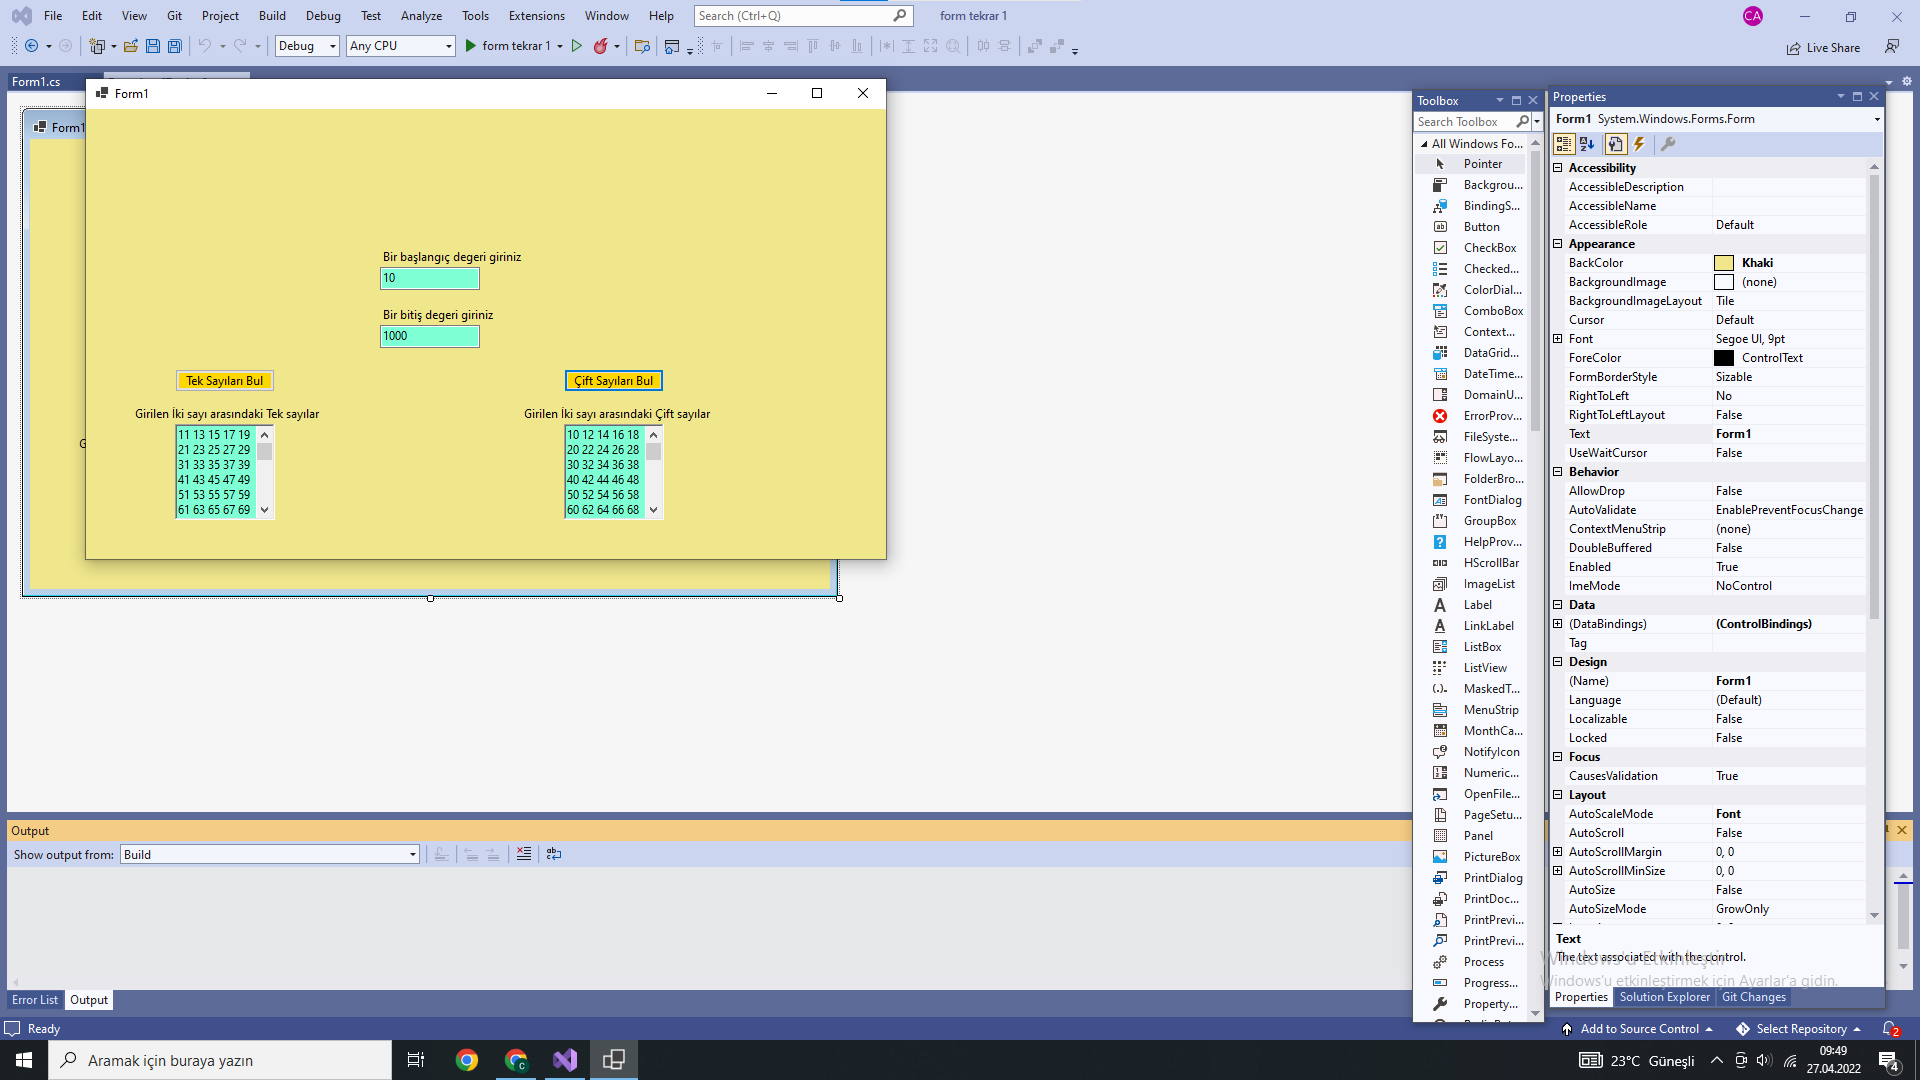 File Edit View Git Project Build Debug Test Analyze Tools Extensions Window Help Search (Ctrl+Q) form tekrar 1 CA
Debug Any CPU form tekrar 1 Live Share
Form1.cs
Form1
Form1
Bir başlangıç degeri giriniz
10
Bir bitiş degeri giriniz
1000
Tek Sayıları Bul
Çift Sayıları Bul
Girilen İki sayı arasındaki Tek sayılar
Girilen İki sayı arasındaki Çift sayılar
G
11 13 15 17 19
21 23 25 27 29
31 33 35 37 39
41 43 45 47 49
51 53 55 57 59
61 63 65 67 69
10 12 14 16 18
20 22 24 26 28
30 32 34 36 38
40 42 44 46 48
50 52 54 56 58
60 62 64 66 68
Toolbox
Search Toolbox
All Windows Fo...
Pointer
Backgrou...
BindingS...
Button
CheckBox
Checked...
ColorDial...
ComboBox
Context...
DataGrid...
DateTime...
DomainU...
ErrorProv...
FileSyste...
FlowLayo...
FolderBro...
FontDialog
GroupBox
HelpProv...
HScrollBar
ImageList
Label
LinkLabel
ListBox
ListView
MaskedT...
MenuStrip
MonthCa...
NotifyIcon
Numeric...
OpenFile...
PageSetu...
Panel
PictureBox
PrintDialog
PrintDoc...
PrintPrevi...
PrintPrevi...
Process
Progress...
Property...
Properties
Form1 System.Windows.Forms.Form
Accessibility
AccessibleDescription
AccessibleName
AccessibleRole Default
Appearance
BackColor Khaki
BackgroundImage (none)
BackgroundImageLayout Tile
Cursor Default
Font Segoe UI, 9pt
ForeColor ControlText
FormBorderStyle Sizable
RightToLeft No
RightToLeftLayout False
Text Form1
UseWaitCursor False
Behavior
AllowDrop False
AutoValidate EnablePreventFocusChange
ContextMenuStrip (none)
DoubleBuffered False
Enabled True
ImeMode NoControl
Data
(DataBindings) (ControlBindings)
Tag
Design
(Name) Form1
Language (Default)
Localizable False
Locked False
Focus
CausesValidation True
Layout
AutoScaleMode Font
AutoScroll False
AutoScrollMargin 0, 0
AutoScrollMinSize 0, 0
AutoSize False
AutoSizeMode GrowOnly
Text
The text associated with the control.
Windows'u Etkinleştir
Windows'u etkinleştirmek için Ayarlar'a gidin.
Properties Solution Explorer Git Changes
Output
Show output from: Build
Error List Output
Ready Add to Source Control Select Repository 2
Aramak için buraya yazın 23°C Güneşli 09:49
27.04.2022 4